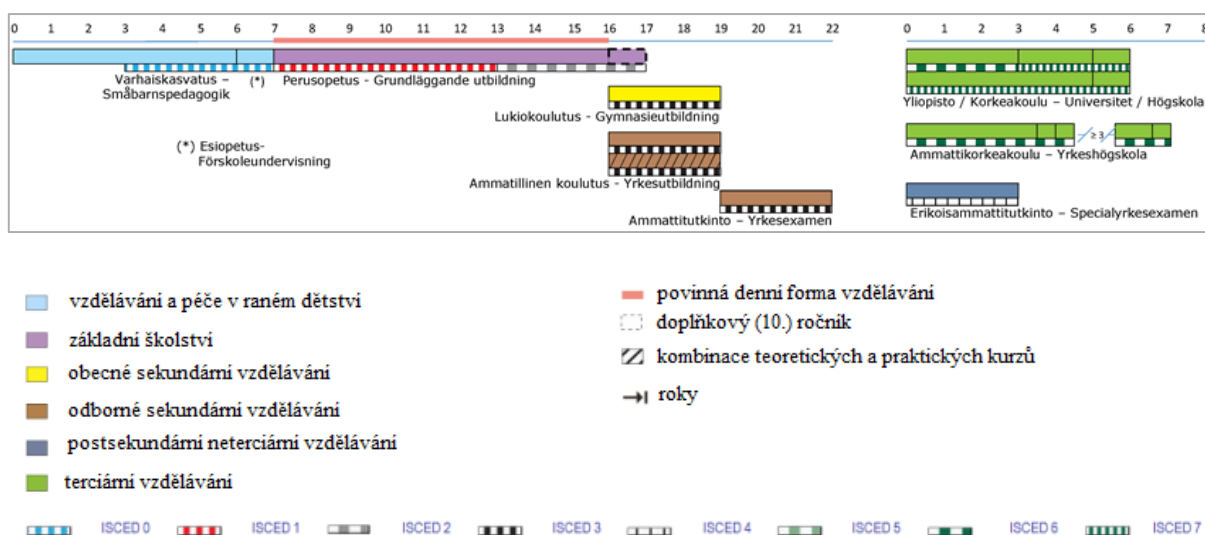 0 1 2 3 4 5 6 7 8 9 10 11 12 13 14 15 16 17 18 19 20 21 22
0 1 2 3 4 5 6 7 8
Varhaiskasvatus –
Småbarnspedagogik
(*)
Perusopetus - Grundläggande utbildning
Lukiokoulutus - Gymnasieutbildning
(*) Esiopetus-
Förskoleundervisning
Ammatillinen koulutus - Yrkesutbildning
Ammattitutkinto – Yrkesexamen
Yliopisto / Korkeakoulu – Universitet / Högskola
≥ 3
Ammattikorkeakoulu – Yrkeshögskola
Erikoisammattitutkinto – Specialyrkesexamen
vzdělávání a péče v raném dětství
základní školství
obecné sekundární vzdělávání
odborné sekundární vzdělávání
postsekundární neterciární vzdělávání
terciární vzdělávání
povinná denní forma vzdělávání
doplňkový (10.) ročník
kombinace teoretických a praktických kurzů
roky
ISCED 0 ISCED 1 ISCED 2 ISCED 3 ISCED 4 ISCED 5 ISCED 6 ISCED 7